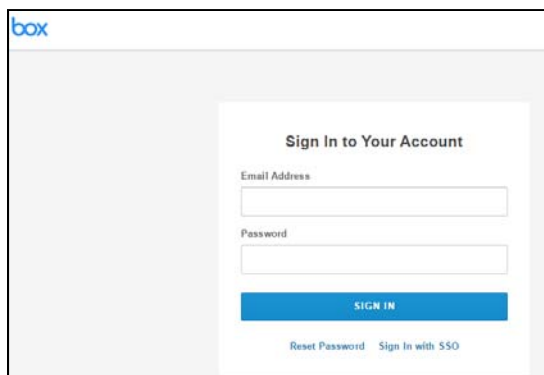 box
Sign In to Your Account
Email Address
Password
SIGN IN
Reset Password Sign In with SSO